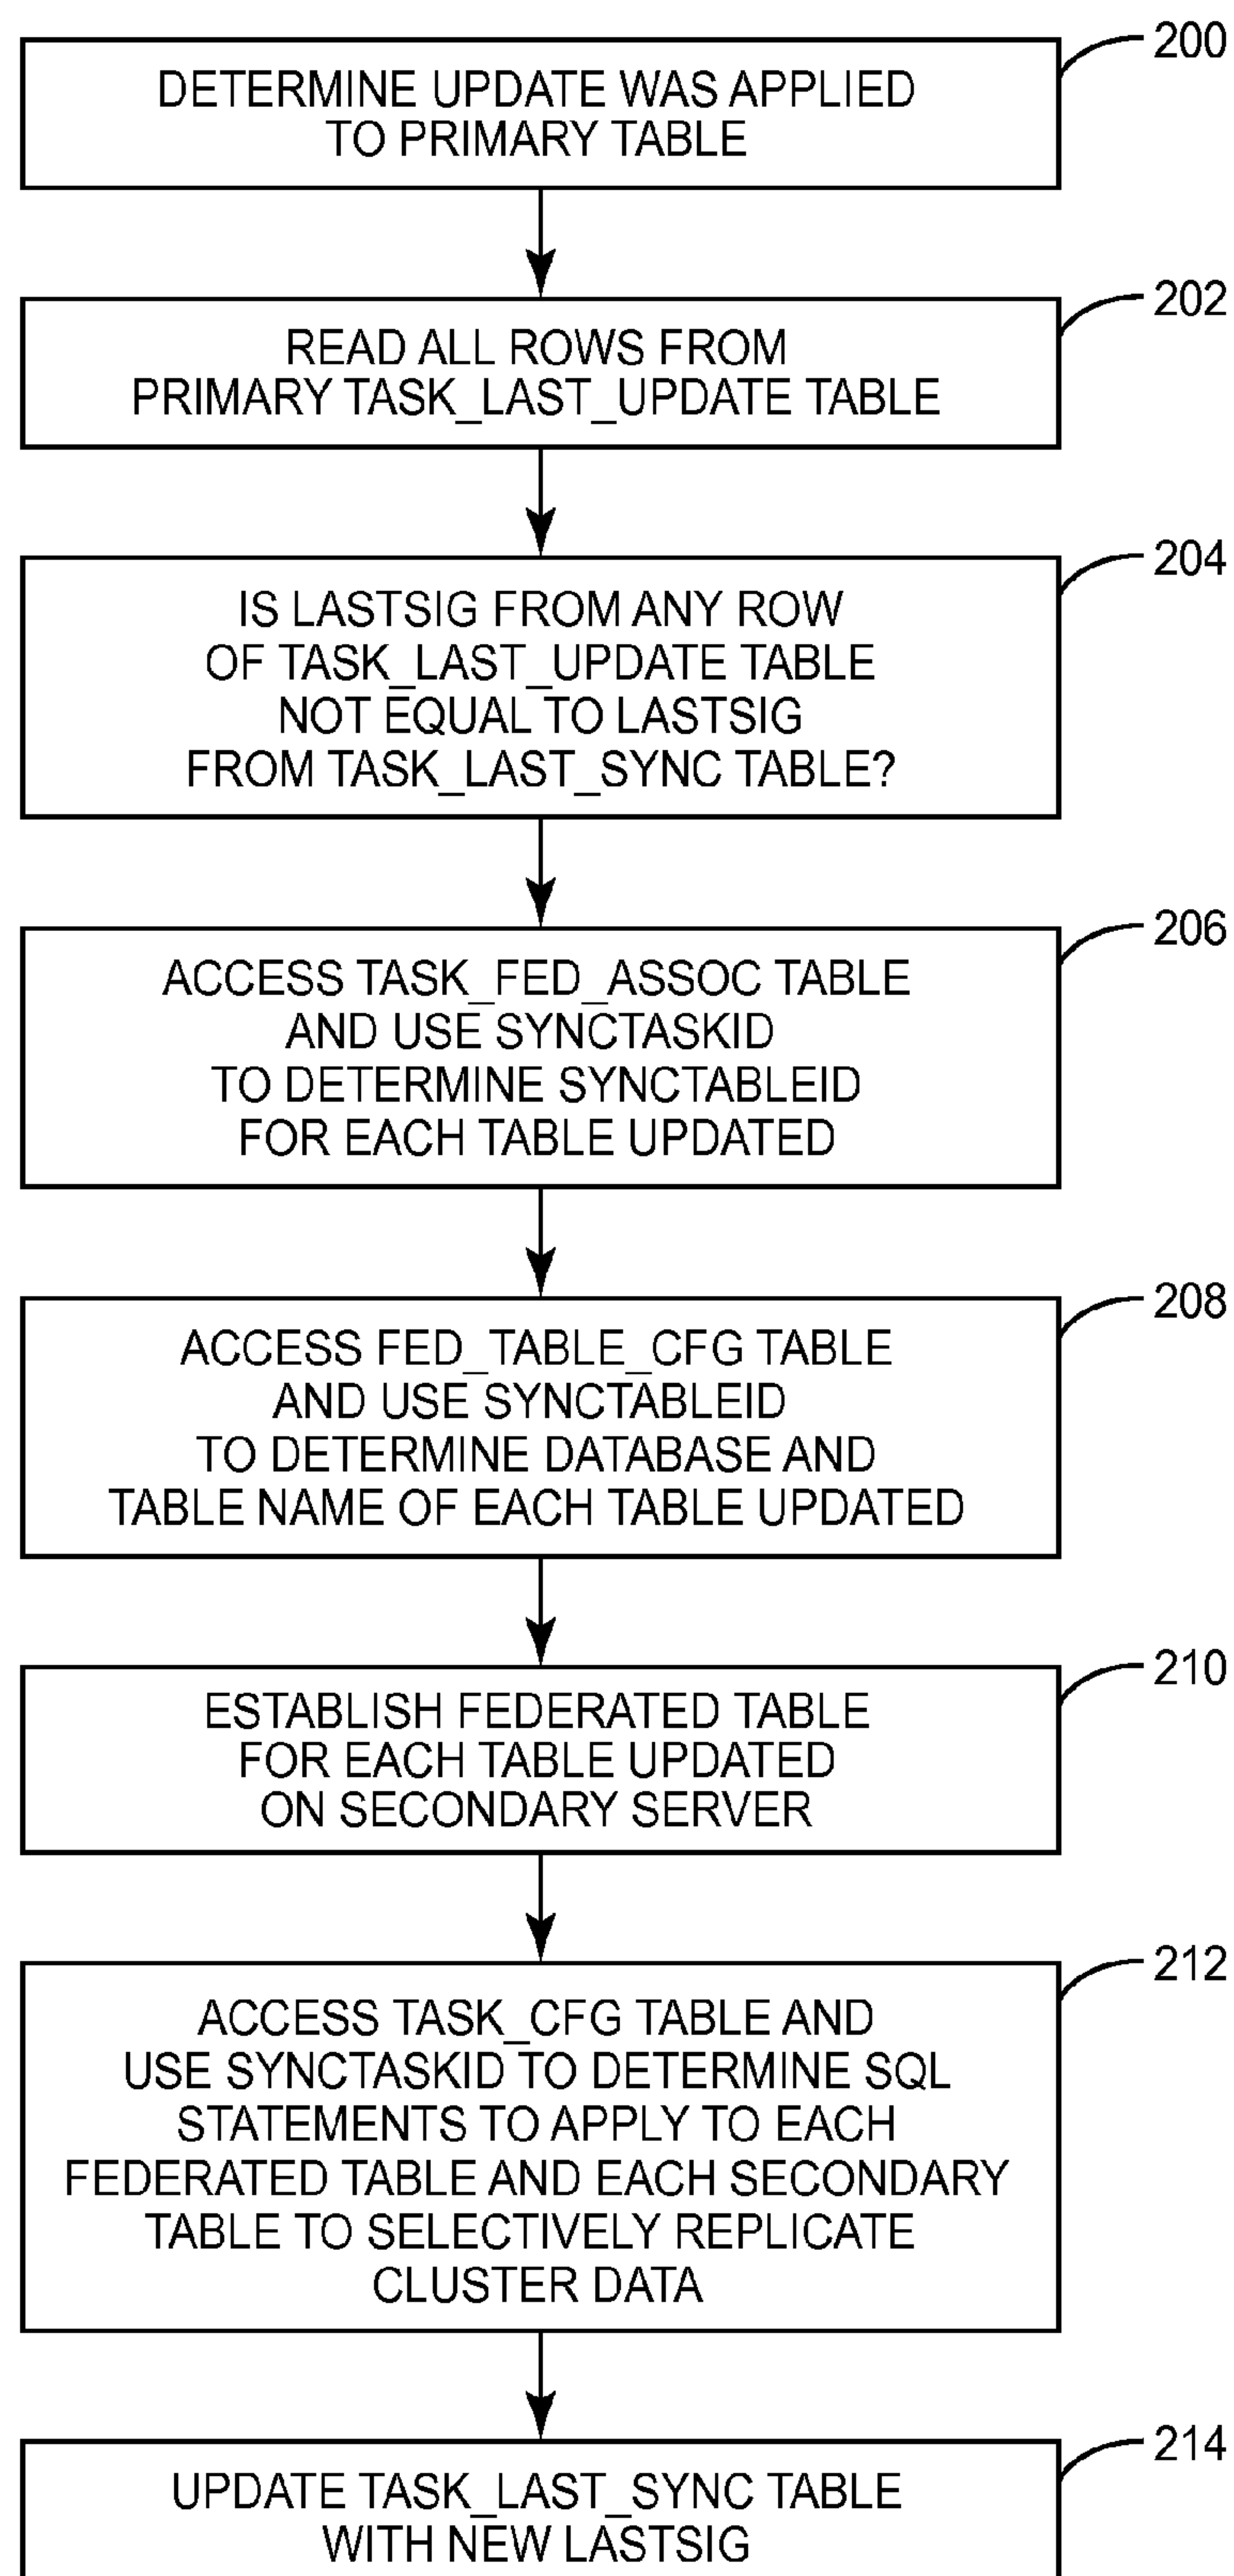 200
DETERMINE UPDATE WAS APPLIED
TO PRIMARY TABLE
202
READ ALL ROWS FROM
PRIMARY TASK_LAST_UPDATE TABLE
204
IS LASTSIG FROM ANY ROW
OF TASK_LAST_UPDATE TABLE
NOT EQUAL TO LASTSIG
FROM TASK_LAST_SYNC TABLE?
206
ACCESS TASK_FED_ASSOC TABLE
AND USE SYNCTASKID
TO DETERMINE SYNCTABLEID
FOR EACH TABLE UPDATED
208
ACCESS FED_TABLE_CFG TABLE
AND USE SYNCTABLEID
TO DETERMINE DATABASE AND
TABLE NAME OF EACH TABLE UPDATED
210
ESTABLISH FEDERATED TABLE
FOR EACH TABLE UPDATED
ON SECONDARY SERVER
212
ACCESS TASK_CFG TABLE AND
USE SYNCTASKID TO DETERMINE SQL
STATEMENTS TO APPLY TO EACH
FEDERATED TABLE AND EACH SECONDARY
TABLE TO SELECTIVELY REPLICATE
CLUSTER DATA
214
UPDATE TASK_LAST_SYNC TABLE
WITH NEW LASTSIG